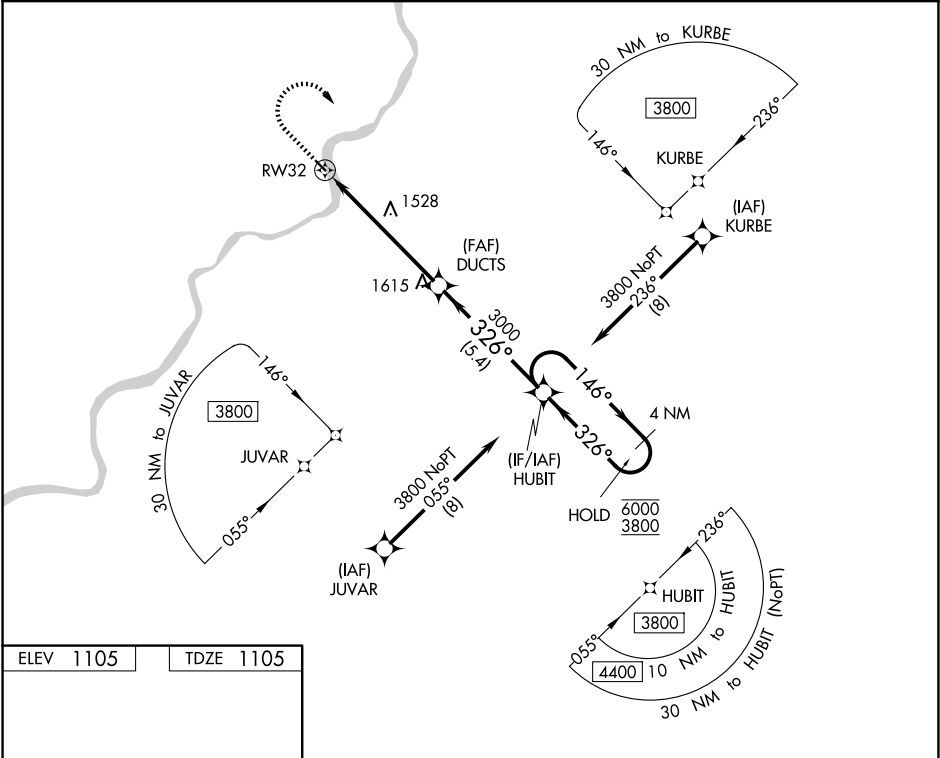 30 NM to KURBE
3800
236°
146°
KURBE
RW32
1528
(IAF)
KURBE
(FAF)
DUCTS
1615
3800 NoPT
236°
(8)
3000
326°
(5.4)
146°
30 NM to JUVAR
146°
3800
4 NM
326°
JUVAR
(IF/IAF)
HUBIT
3800 NoPT
055°
(8)
HOLD
6000
3800
055°
236°
(IAF)
JUVAR
HUBIT
3800
055°
4400
10 NM to HUBIT
30 NM to HUBIT (NoPT)
ELEV 1105
TDZE 1105